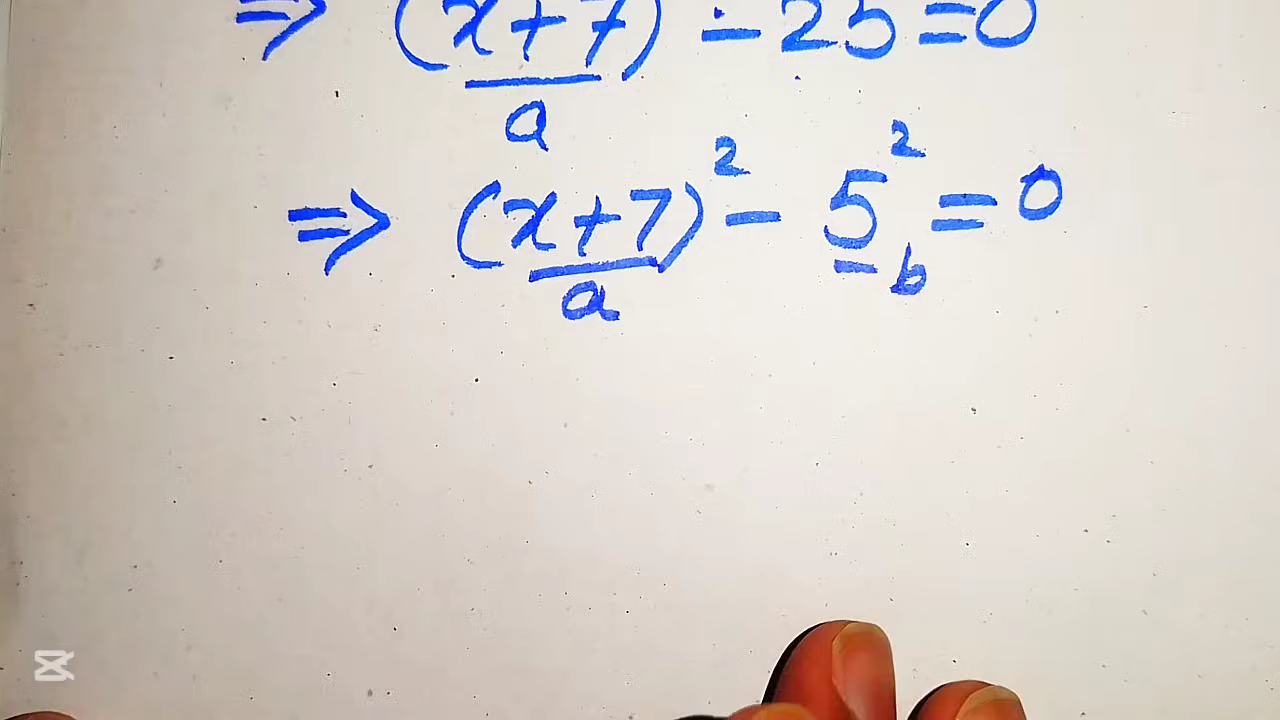 ⇒ (x+7) - 25 = 0
a
⇒ (x+7)² - 5² = 0
a b